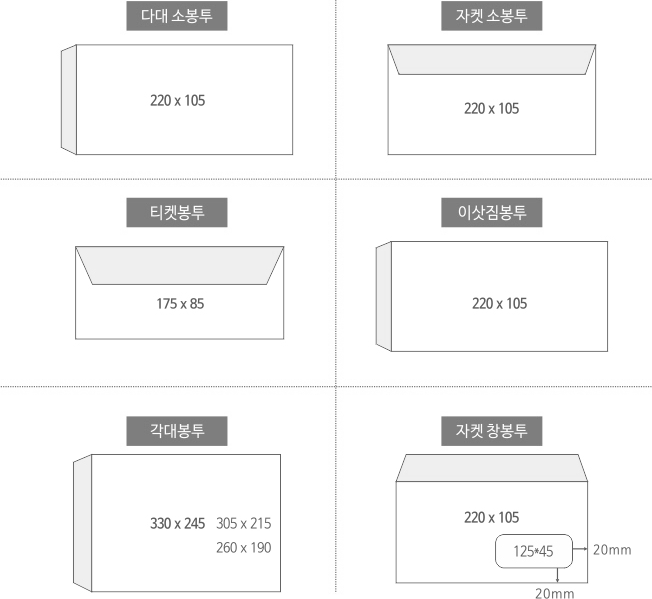 다대 소봉투
220 x 105
자켓 소봉투
220 x 105
티켓봉투
175 x 85
이삿짐봉투
220 x 105
각대봉투
330 x 245 305 x 215
260 x 190
자켓 창봉투
220 x 105
125*45
20mm
20mm